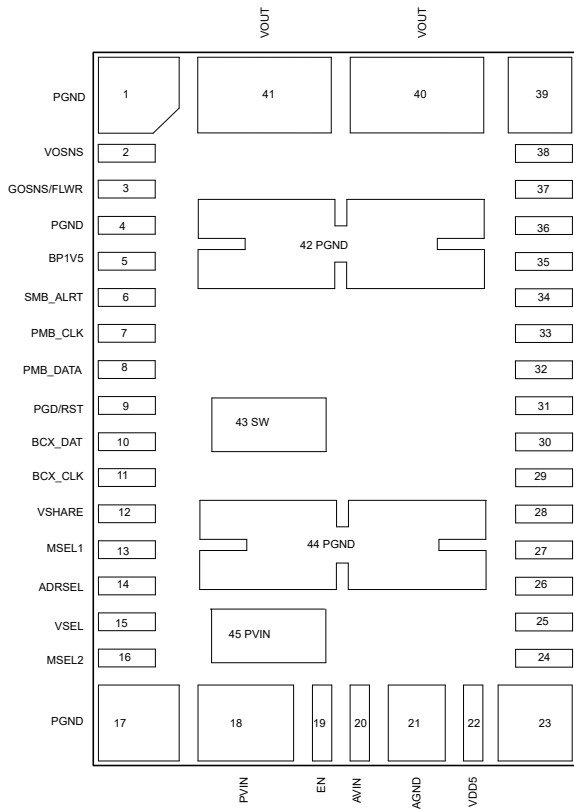 VOUT VOUT
PGND 1 41 40 39
VOSNS 2 38
GOSNS/FLWR 3 37
PGND 4 36
42 PGND
BP1V5 5 35
SMB_ALRT 6 34
PMB_CLK 7 33
PMB_DATA 8 32
PGD/RST 9 31
43 SW
BCX_DAT 10 30
BCX_CLK 11 29
VSHARE 12 28
MSEL1 13 44 PGND 27
ADRSEL 14 26
VSEL 15 25
45 PVIN
MSEL2 16 24
PGND 17 18 19 20 21 22 23
PVIN EN AVIN AGND VDD5